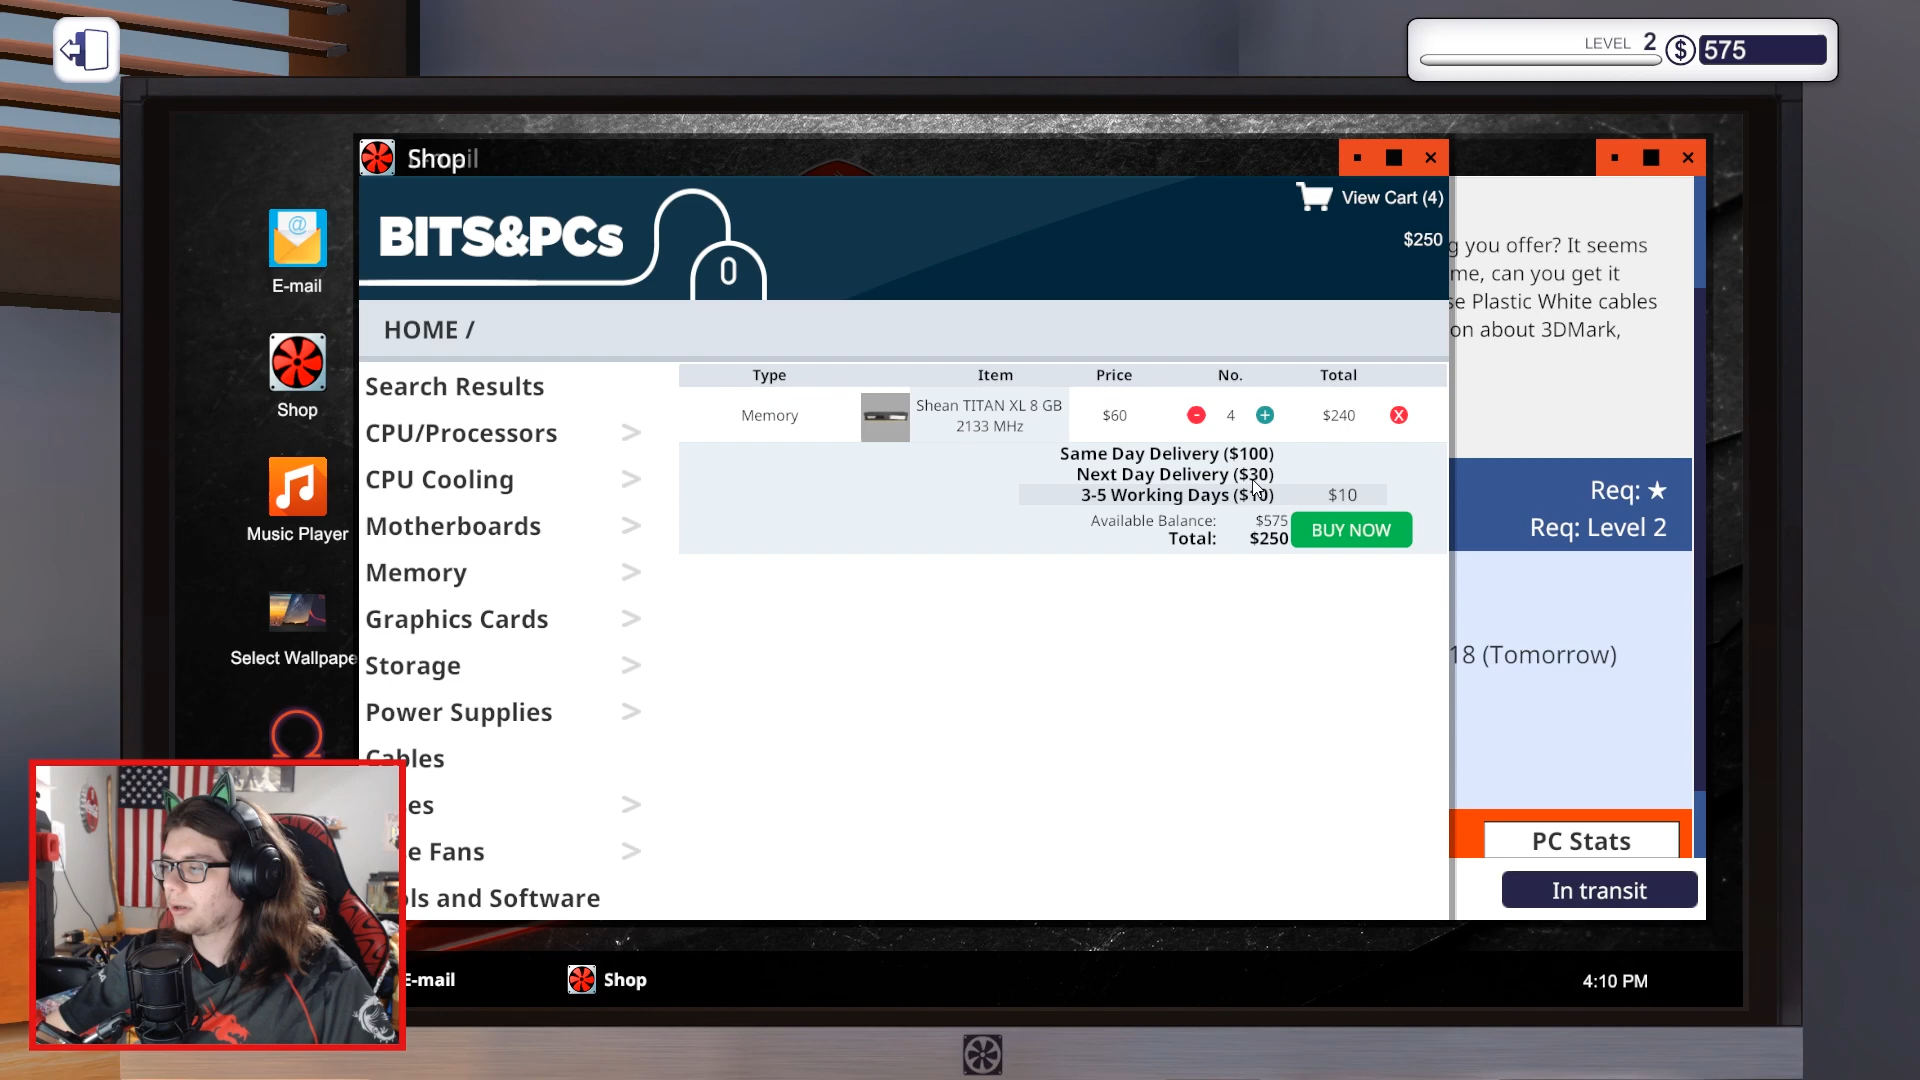 LEVEL 2 $ 575
Shop
View Cart (4)
BITS&PCs
$250
HOME /
Search Results
CPU/Processors >
CPU Cooling >
Motherboards >
Memory >
Graphics Cards >
Storage >
Power Supplies >
Cables
es >
e Fans >
ls and Software
Type Item Price No. Total
Memory Shean TITAN XL 8 GB $60 - 4 + $240 X
2133 MHz
Same Day Delivery ($100)
Next Day Delivery ($30)
3-5 Working Days ($10) $10
Available Balance: $575
Total: $250
BUY NOW
g you offer? It seems
me, can you get it
se Plastic White cables
on about 3DMark,
Req: ★
Req: Level 2
18 (Tomorrow)
PC Stats
In transit
E-mail
Shop
Music Player
Select Wallpape
E-mail
Shop
4:10 PM